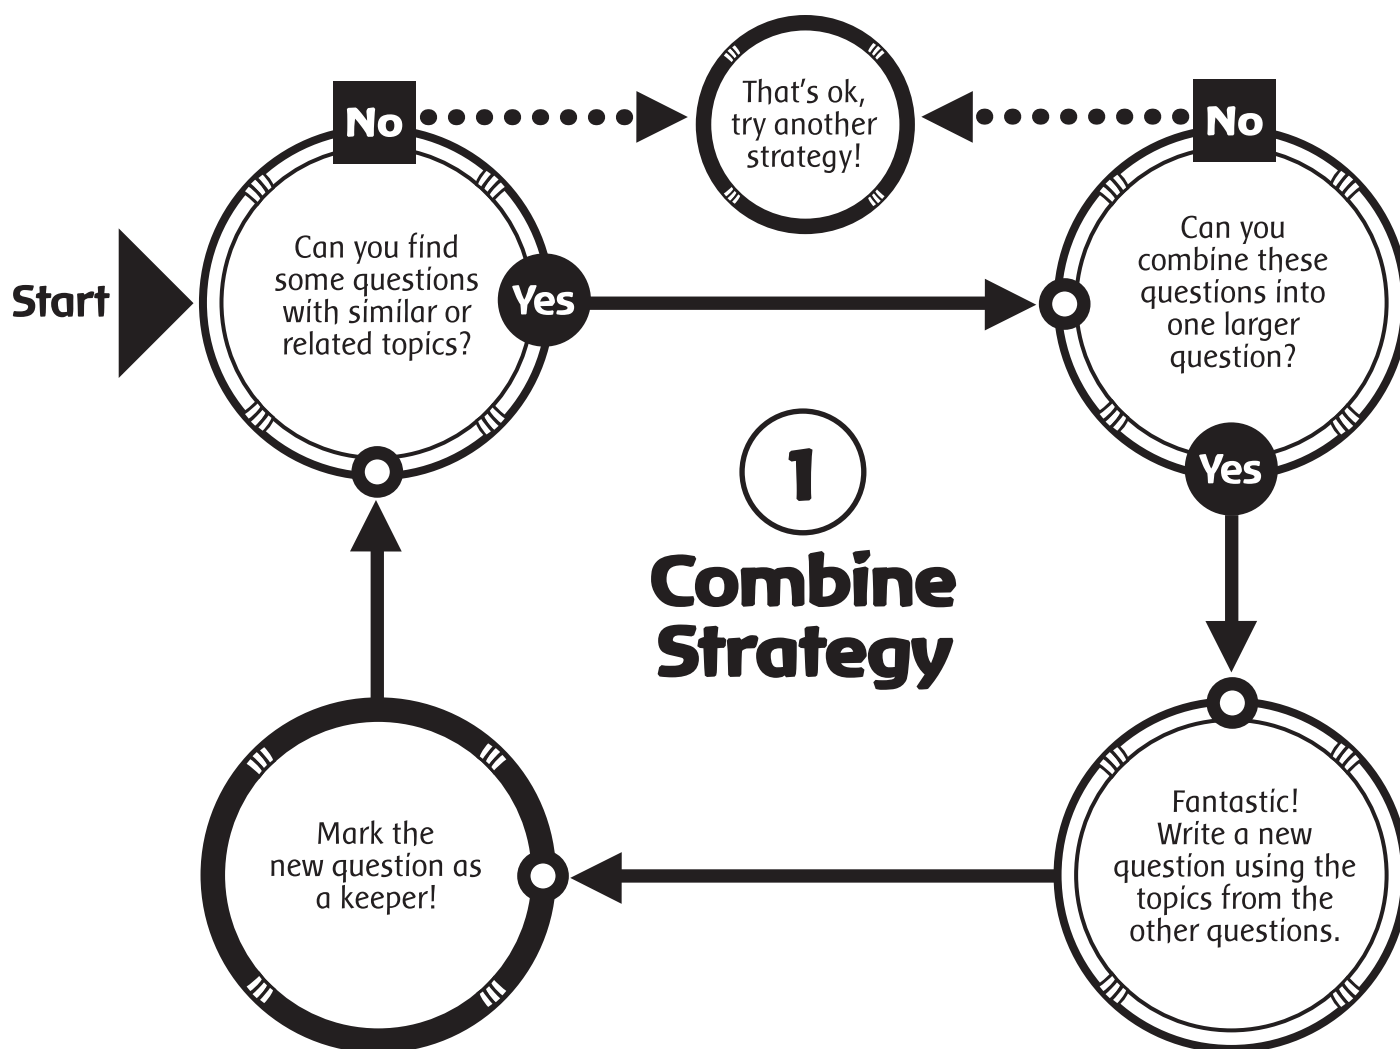 Start
No
Can you find
some questions
with similar or
related topics?
Yes
That's ok,
try another
strategy!
No
Can you
combine these
questions into
one larger
question?
Yes
1
Combine
Strategy
Fantastic!
Write a new
question using the
topics from the
other questions.
Mark the
new question as
a keeper!